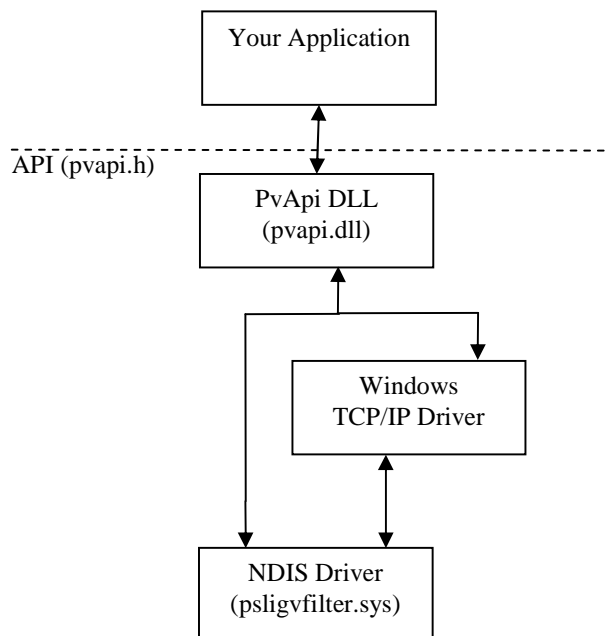 Your Application
API (pvapi.h)
PvApi DLL
(pvapi.dll)
Windows
TCP/IP Driver
NDIS Driver
(psligvfilter.sys)